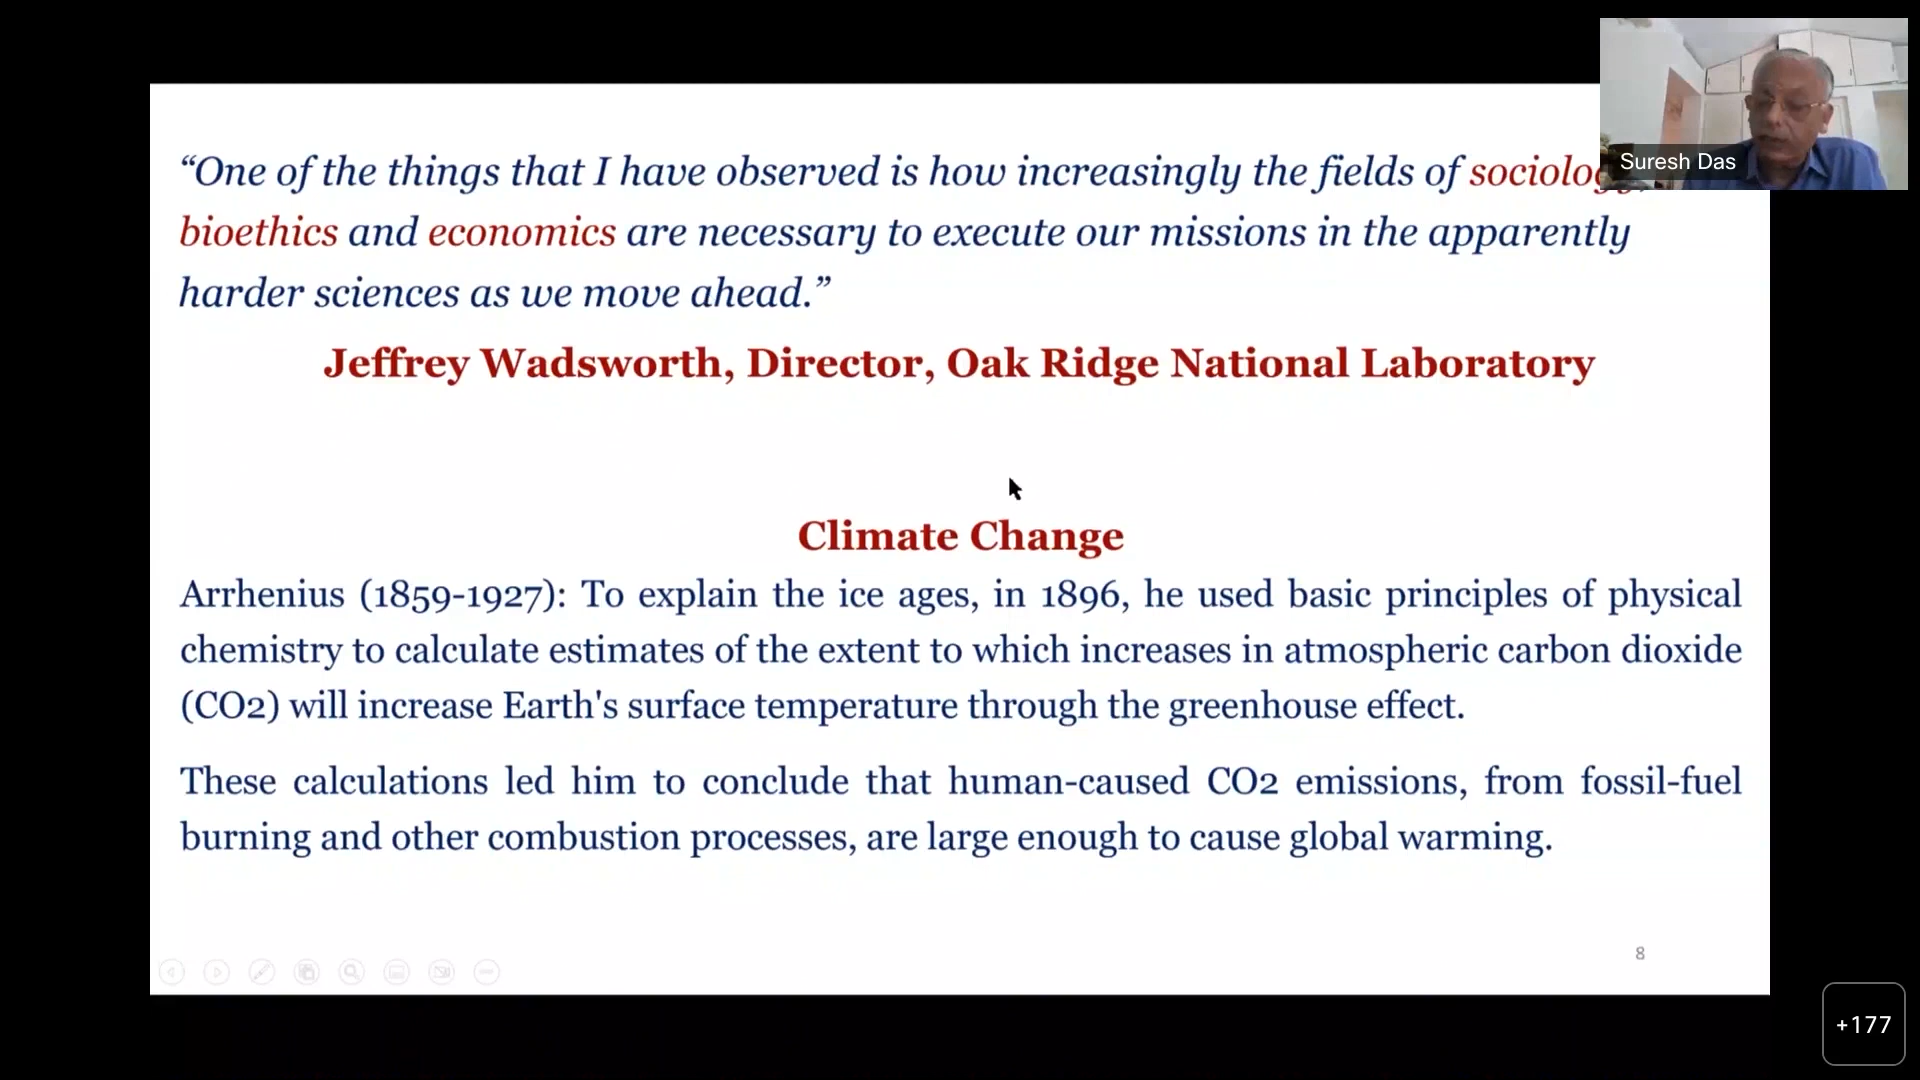 “One of the things that I have observed is how increasingly the fields of
Suresh Das
bioethics and economics are necessary to execute our missions in the apparently
harder sciences as we move ahead.”
Jeffrey Wadsworth, Director, Oak Ridge National Laboratory
Climate Change
Arrhenius (1859-1927): To explain the ice ages, in 1896, he used basic principles of physical
chemistry to calculate estimates of the extent to which increases in atmospheric carbon dioxide
(CO2) will increase Earth's surface temperature through the greenhouse effect.
These calculations led him to conclude that human-caused CO2 emissions, from fossil-fuel
burning and other combustion processes, are large enough to cause global warming.
8
+177